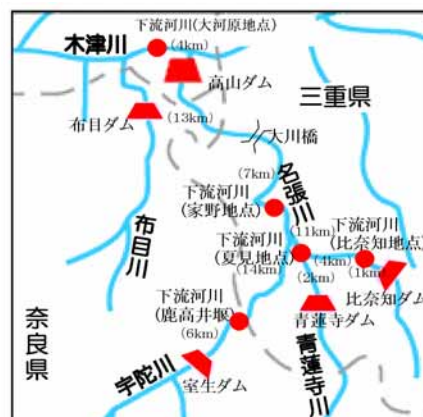 下流河川(大河原地点)
木津川
(4km)
高山ダム
三重県
布目ダム
(13km)
大川橋
(7km)
名張川
下流河川
(家野地点)
布目川
(11km)
下流河川
(比奈知地点)
下流河川
(夏見地点)
(4km)
(1km)
(14km)
(2km)
比奈知ダム
下流河川
(鹿高井堰)
青蓮寺ダム
(6km)
奈良県
宇陀川
室生ダム
青蓮寺川